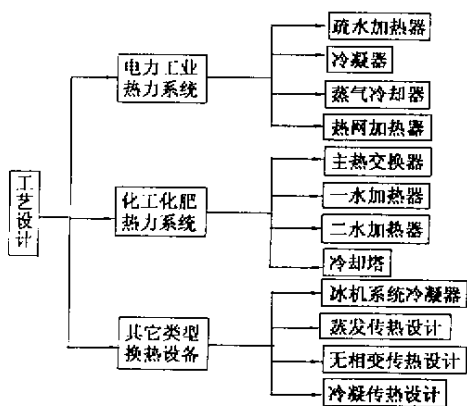 工艺设计
电力工业
热力系统
疏水加热器
冷凝器
蒸气冷却器
热网加热器
化工化肥
热力系统
主热交换器
一水加热器
二水加热器
冷却塔
其它类型
换热设备
冰机系统冷凝器
蒸发传热设计
无相变传热设计
冷凝传热设计